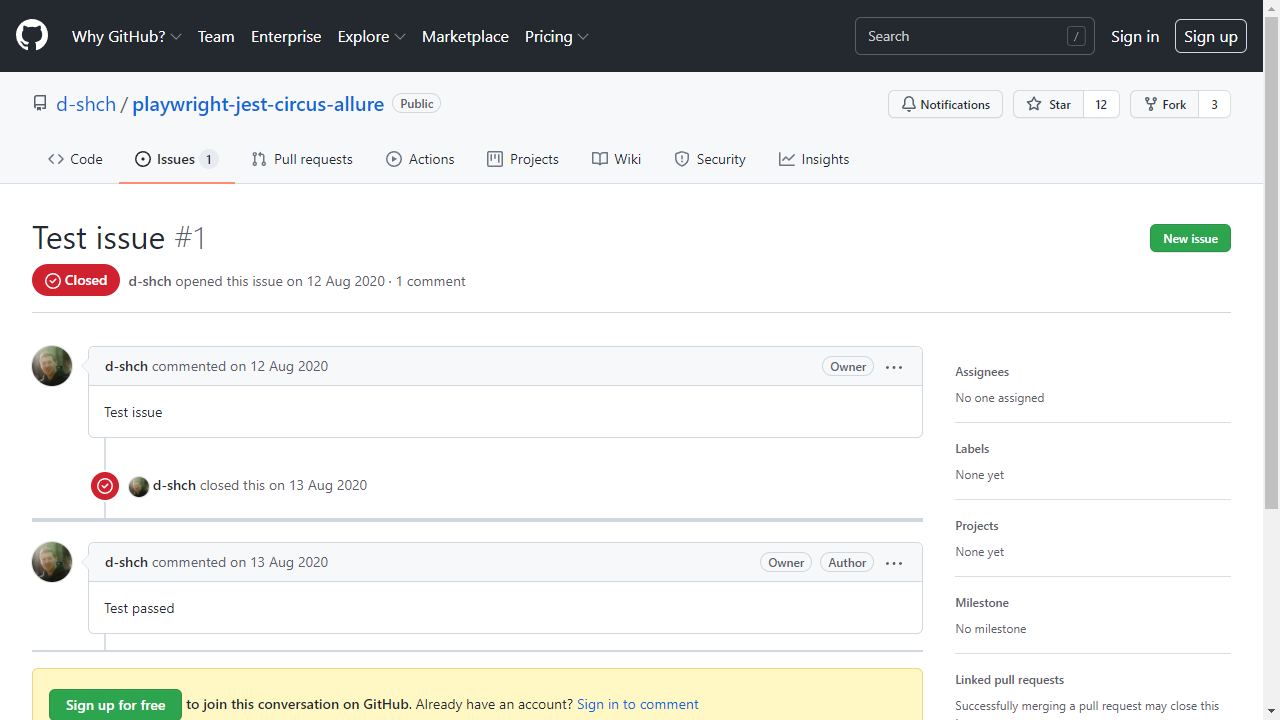 Why GitHub? Team Enterprise Explore Marketplace Pricing Search / Sign in Sign up
d-shch / playwright-jest-circus-allure Public Notifications Star 12 Fork 3
Code Issues 1 Pull requests Actions Projects Wiki Security Insights
Test issue #1 New issue
Closed d-shch opened this issue on 12 Aug 2020 · 1 comment
d-shch commented on 12 Aug 2020 Owner
Test issue
d-shch closed this on 13 Aug 2020
d-shch commented on 13 Aug 2020 Owner Author
Test passed
Sign up for free to join this conversation on GitHub. Already have an account? Sign in to comment
Assignees
No one assigned
Labels
None yet
Projects
None yet
Milestone
No milestone
Linked pull requests
Successfully merging a pull request may close this